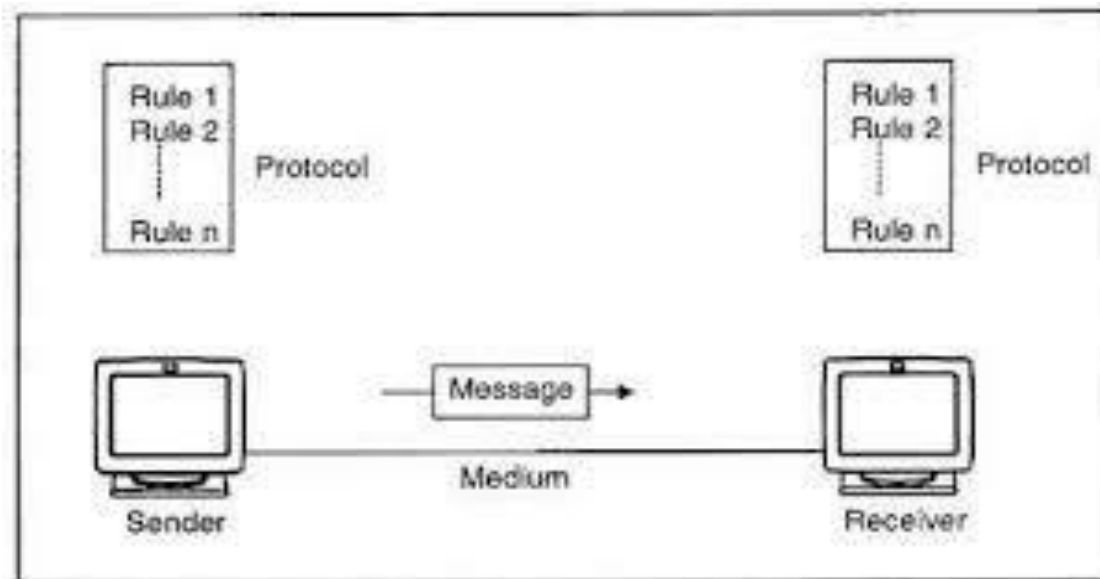 Rule 1
Rule 2
Rule n
Protocol
Rule 1
Rule 2
Rule n
Protocol
Message
Medium
Sender
Receiver